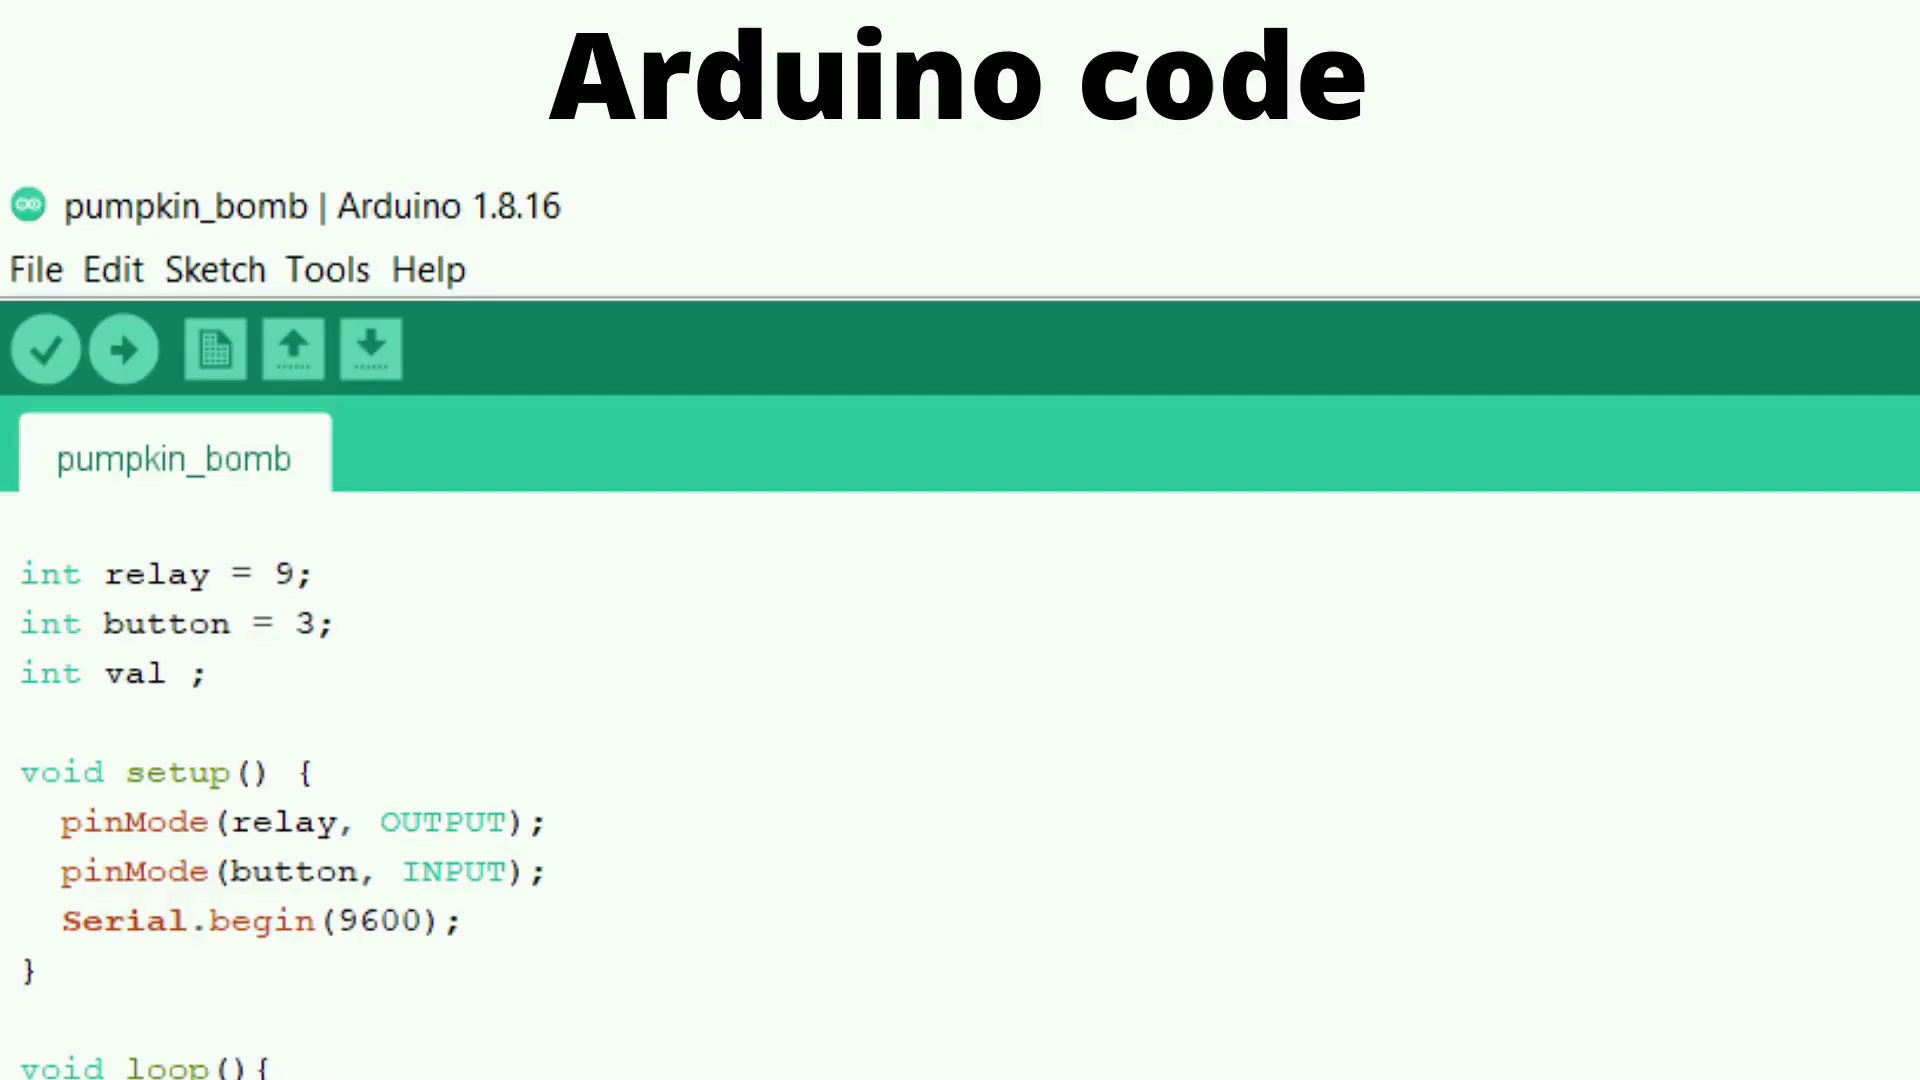 Arduino code
pumpkin_bomb | Arduino 1.8.16
File Edit Sketch Tools Help
pumpkin_bomb
int relay = 9;
int button = 3;
int val ;
void setup() {
pinMode(relay, OUTPUT);
pinMode(button, INPUT);
Serial.begin(9600);
}
void loop(){